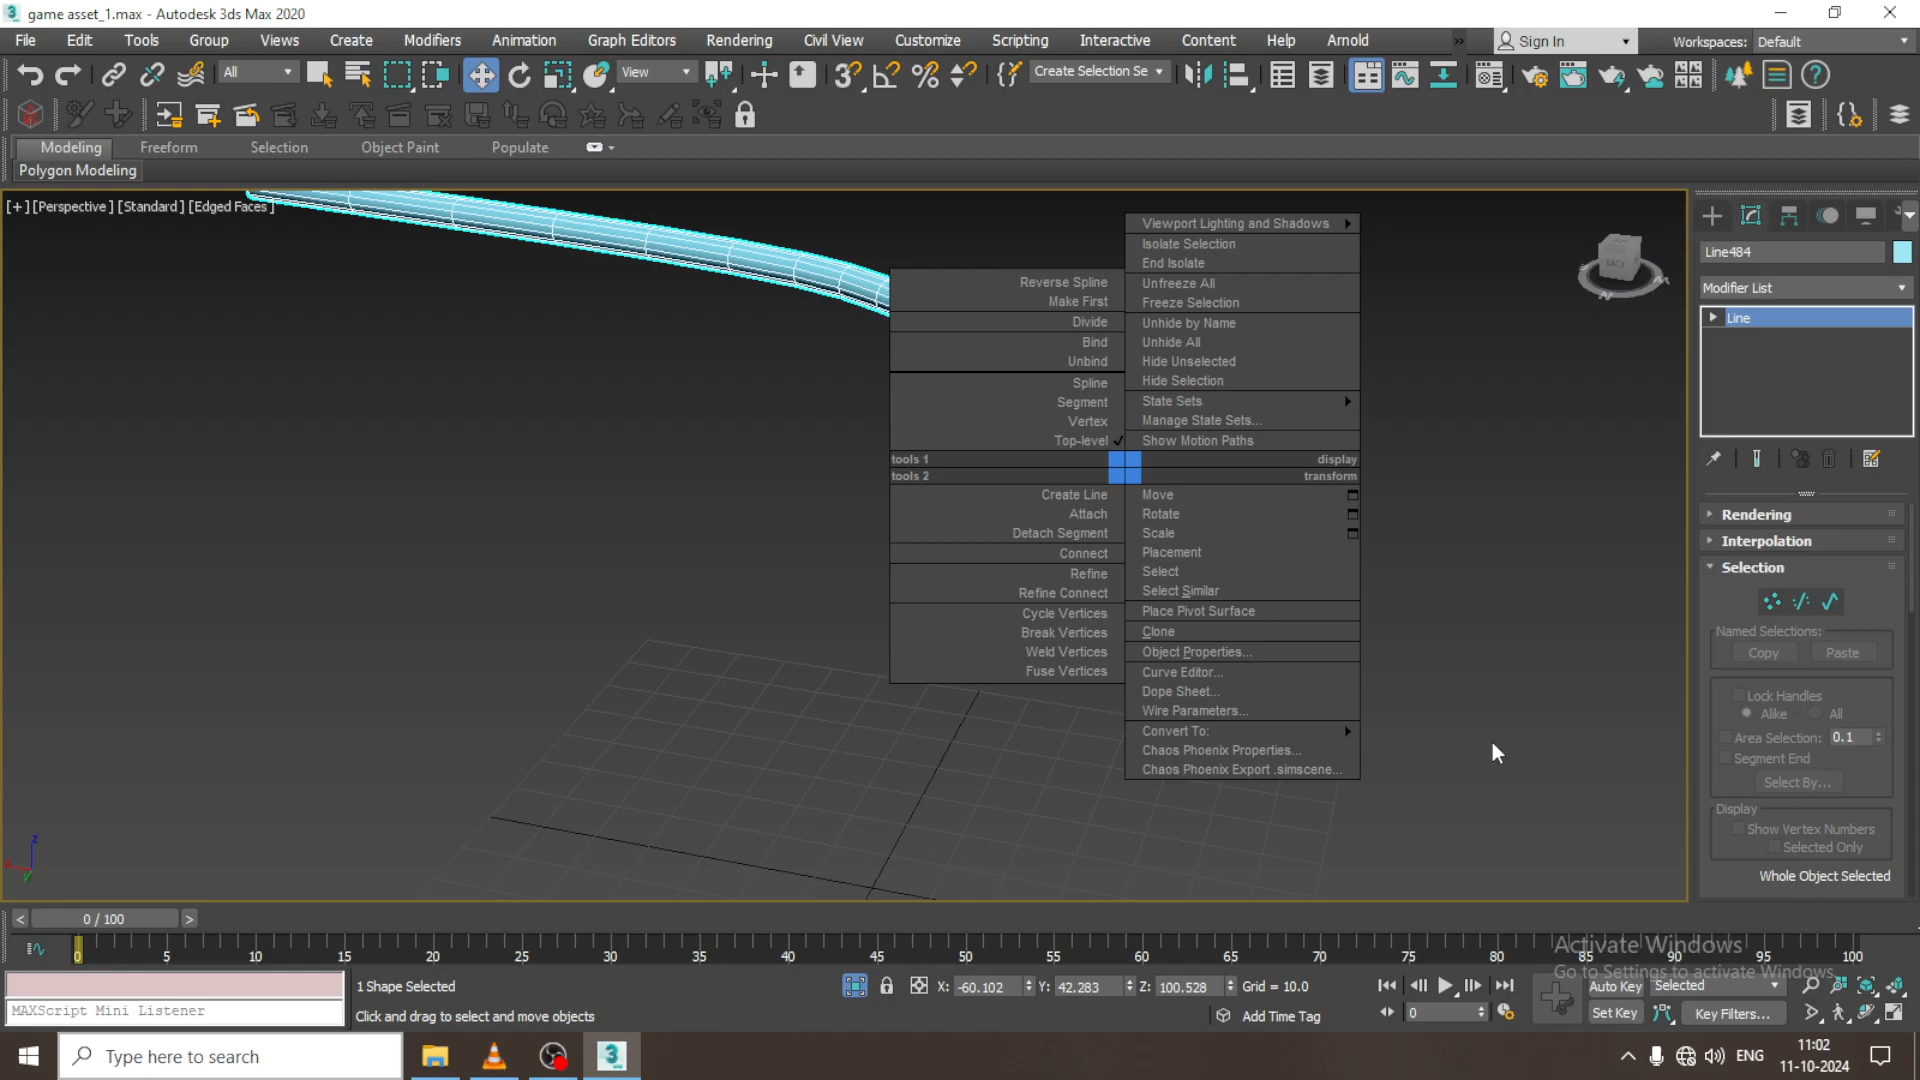 game asset_1.max - Autodesk 3ds Max 2020
File Edit Tools Group Views Create Modifiers Animation Graph Editors Rendering Civil View Customize Scripting Interactive Content Help Arnold
Sign In
Workspaces: Default
All
View
Create Selection Se
Modeling Freeform Selection Object Paint Populate
Polygon Modeling
[+] [Perspective] [Standard] [Edged Faces]
Reverse Spline
Make First
Divide
Bind
Unbind
Spline
Segment
Vertex
Top-level
tools 1
tools 2
Create Line
Attach
Detach Segment
Connect
Refine
Refine Connect
Cycle Vertices
Break Vertices
Weld Vertices
Fuse Vertices
Viewport Lighting and Shadows
Isolate Selection
End Isolate
Unfreeze All
Freeze Selection
Unhide by Name
Unhide All
Hide Unselected
Hide Selection
State Sets
Manage State Sets...
Show Motion Paths
display
transform
Move
Rotate
Scale
Placement
Select
Select Similar
Place Pivot Surface
Clone
Object Properties...
Curve Editor...
Dope Sheet...
Wire Parameters...
Convert To:
Chaos Phoenix Properties...
Chaos Phoenix Export .simscene...
BACK
Line484
Modifier List
Line
Rendering
Interpolation
Selection
Named Selections:
Copy Paste
Lock Handles
Alike All
Area Selection: 0.1
Segment End
Select By...
Display
Show Vertex Numbers
Selected Only
Whole Object Selected
z
x
y
< 0 / 100 >
0 5 10 15 20 25 30 35 40 45 50 55 60 65 70 75 80 85 90 95 100
Activate Windows
Go to Settings to activate Windows.
1 Shape Selected
X: -60.102 Y: 42.283 Z: 100.528 Grid = 10.0
Auto Key Selected
MAXScript Mini Listener
Click and drag to select and move objects
Add Time Tag
0
Set Key Key Filters...
Type here to search
ENG
11:02
11-10-2024